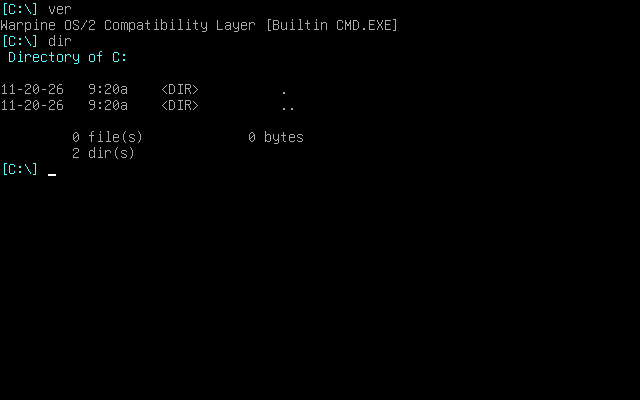 [C:\] ver
Warpine OS/2 Compatibility Layer [Builtin CMD.EXE]
[C:\] dir
 Directory of C:

11-20-26   9:20a    <DIR>          .
11-20-26   9:20a    <DIR>          ..

         0 file(s)             0 bytes
         2 dir(s)
[C:\] _